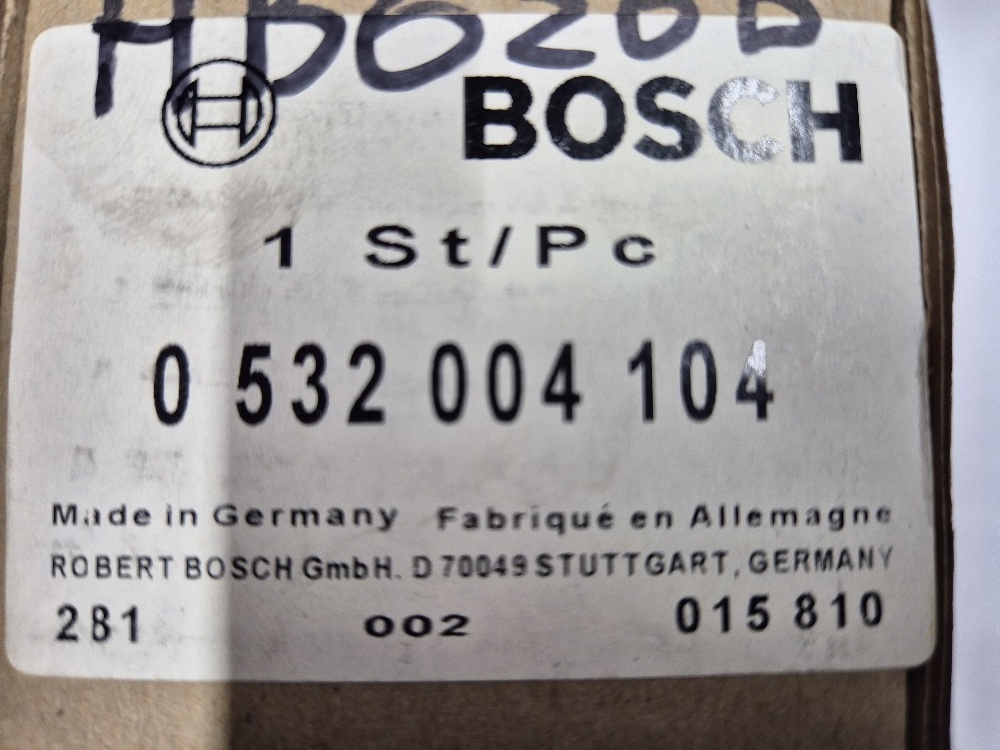 HB626B
BOSCH
1 St/Pc
0 532 004 104
Made in Germany Fabriqué en Allemagne
ROBERT BOSCH GmbH. D 70049 STUTTGART, GERMANY
281 002 015 810